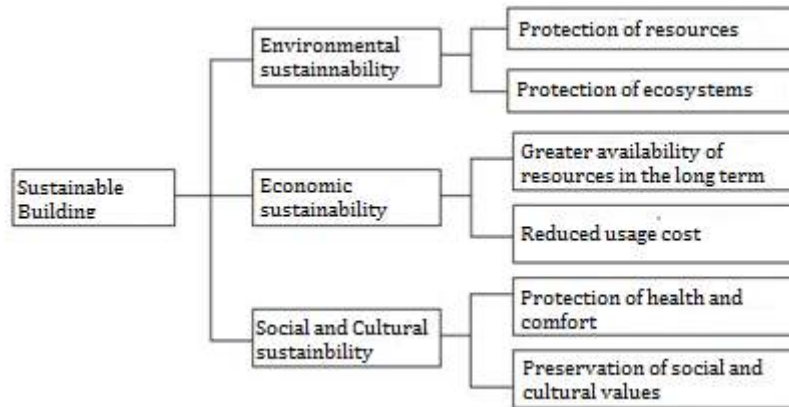 Sustainable
Building
Environmental
sustainnability
Protection of resources
Protection of ecosystems
Economic
sustainability
Greater availability of
resources in the long term
Reduced usage cost
Social and Cultural
sustainbility
Protection of health and
comfort
Preservation of social and
cultural values